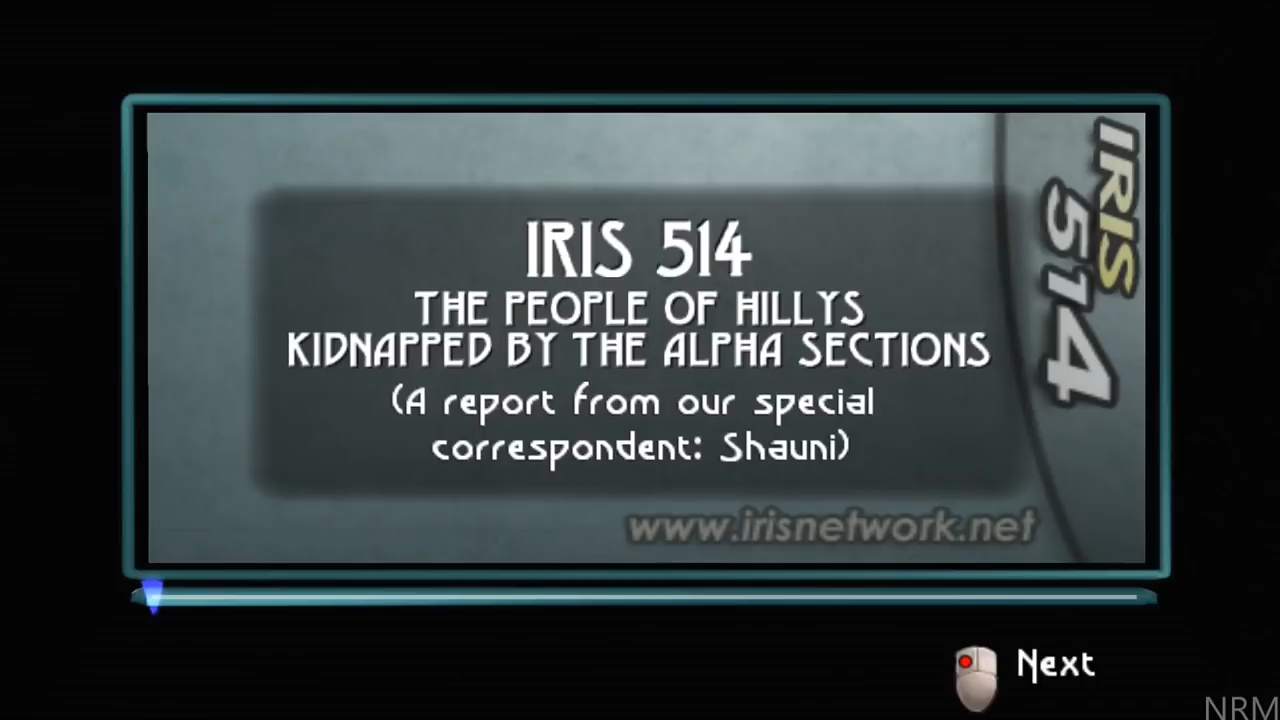 IRIS 514
THE PEOPLE OF HILLYS
KIDNAPPED BY THE ALPHA SECTIONS
(A report from our special
correspondent: Shauni)
IRIS
514
www.irisnetwork.net
Next
NRM